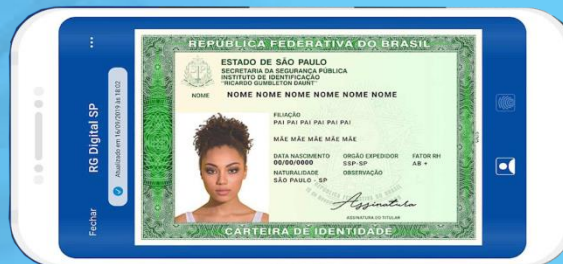 Fechar
RG Digital SP
⋮
Atualizado em 16/09/2019 às 18:02
REPÚBLICA FEDERATIVA DO BRASIL
ESTADO DE SÃO PAULO
SECRETARIA DA SEGURANÇA PÚBLICA
INSTITUTO DE IDENTIFICAÇÃO
"RICARDO GUMBLETON DAUNT"
NOME NOME NOME NOME NOME NOME NOME
FILIAÇÃO
PAI PAI PAI PAI PAI PAI
MÃE MÃE MÃE MÃE MÃE
DATA NASCIMENTO ORGÃO EXPEDIDOR FATOR RH
00/00/0000 SSP-SP AB +
NATURALIDADE OBSERVAÇÃO
SÃO PAULO - SP
Assinatura
ASSINATURA DO TITULAR
CARTEIRA DE IDENTIDADE